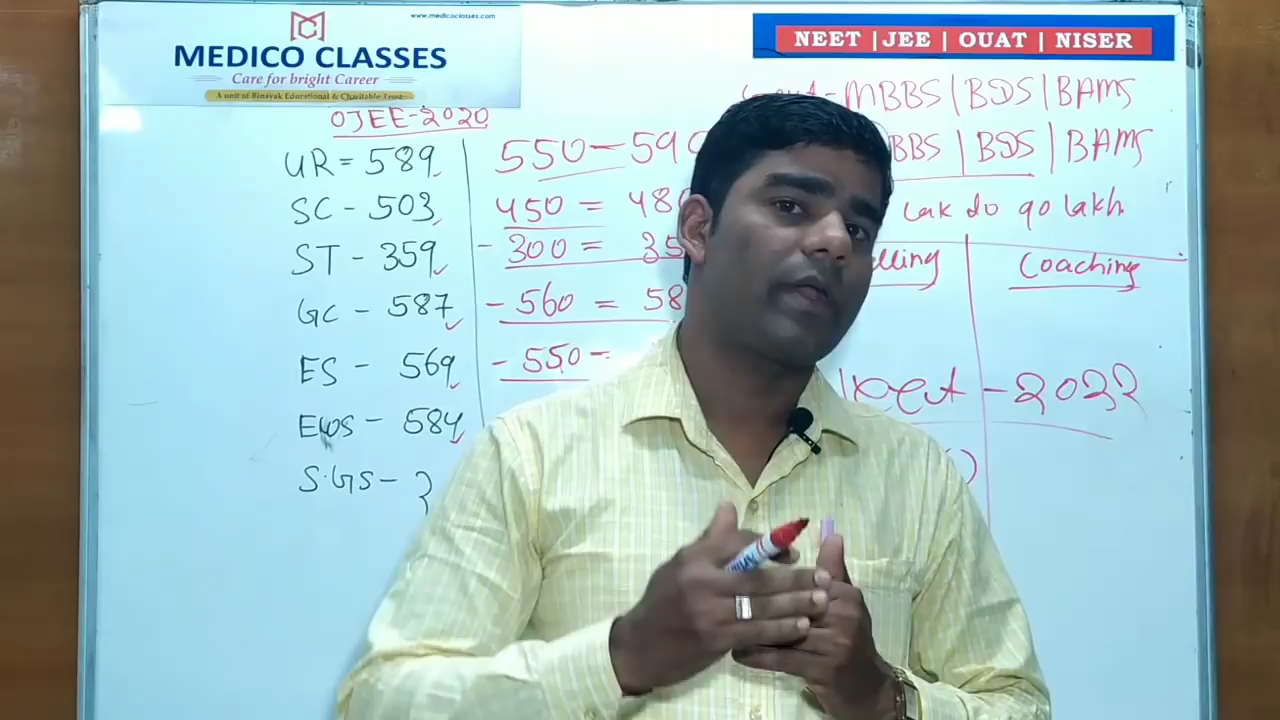 www.medicoclasses.com
MEDICO CLASSES
Care for bright Career
A unit of Binayak Educational & Charitable Trust
NEET | JEE | OUAT | NISER
OJEE-2020
MBBS | BDS | BAMS
UR = 589
550 - 59
BBS | BDS | BAMS
SC - 503
450 = 48
lak do 90 lakh
ST - 359
- 300 = 35
lling
Coaching
GC - 587
- 560 = 58
ES - 569
- 550 -
- 2022
EWS - 584
S.GS -